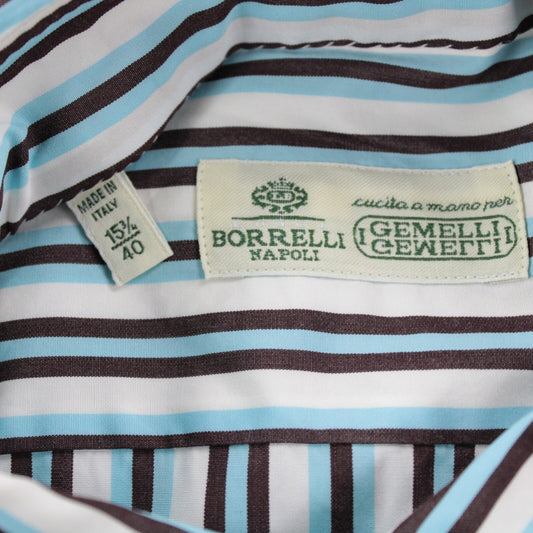 MADE IN
ITALY
15¾
40
BORRELLI
NAPOLI
cucita a mano per
I GEMELLI I
GEMELLI